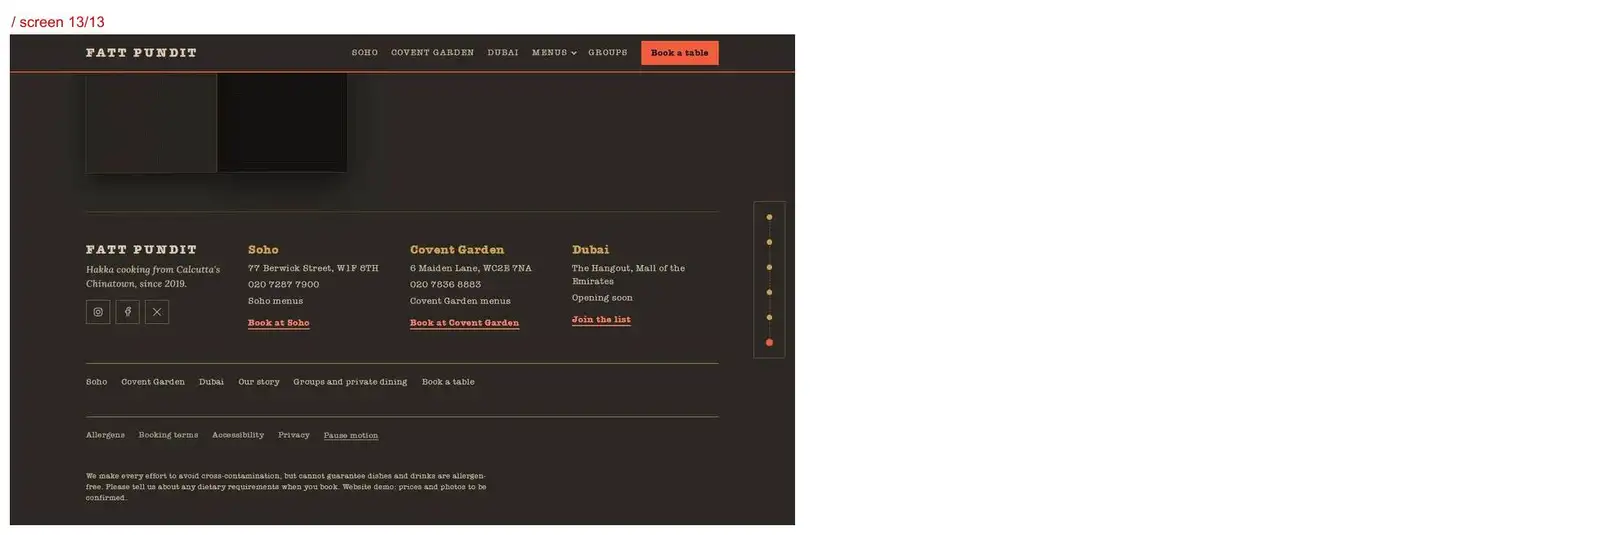 / screen 13/13
FATT PUNDIT
SOHO COVENT GARDEN DUBAI MENUS GROUPS Book a table
FATT PUNDIT
Hakka cooking from Calcutta's
Chinatown, since 2019.
Soho
77 Berwick Street, W1F 8TH
020 7287 7900
Soho menus
Book at Soho
Covent Garden
6 Maiden Lane, WC2E 7NA
020 7836 8883
Covent Garden menus
Book at Covent Garden
Dubai
The Hangout, Mall of the
Emirates
Opening soon
Join the list
Soho Covent Garden Dubai Our story Groups and private dining Book a table
Allergens Booking terms Accessibility Privacy Pause motion
We make every effort to avoid cross-contamination, but cannot guarantee dishes and drinks are allergen-
free. Please tell us about any dietary requirements when you book. Website demo: prices and photos to be
confirmed.